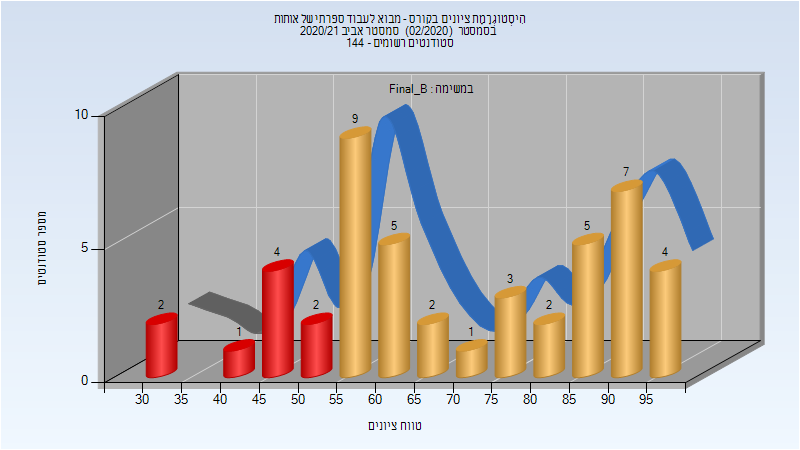 היסטוגרמת ציונים בקורס - מבוא לעבוד ספרתי של אותות
בסמסטר (02/2020) סמסטר אביב 2020/21
סטודנטים רשומים - 144
במשימה : Final_B
מספר סטודנטים
10
5
0
2
1
4
2
9
5
2
1
3
2
5
7
4
30 35 40 45 50 55 60 65 70 75 80 85 90 95
טווח ציונים